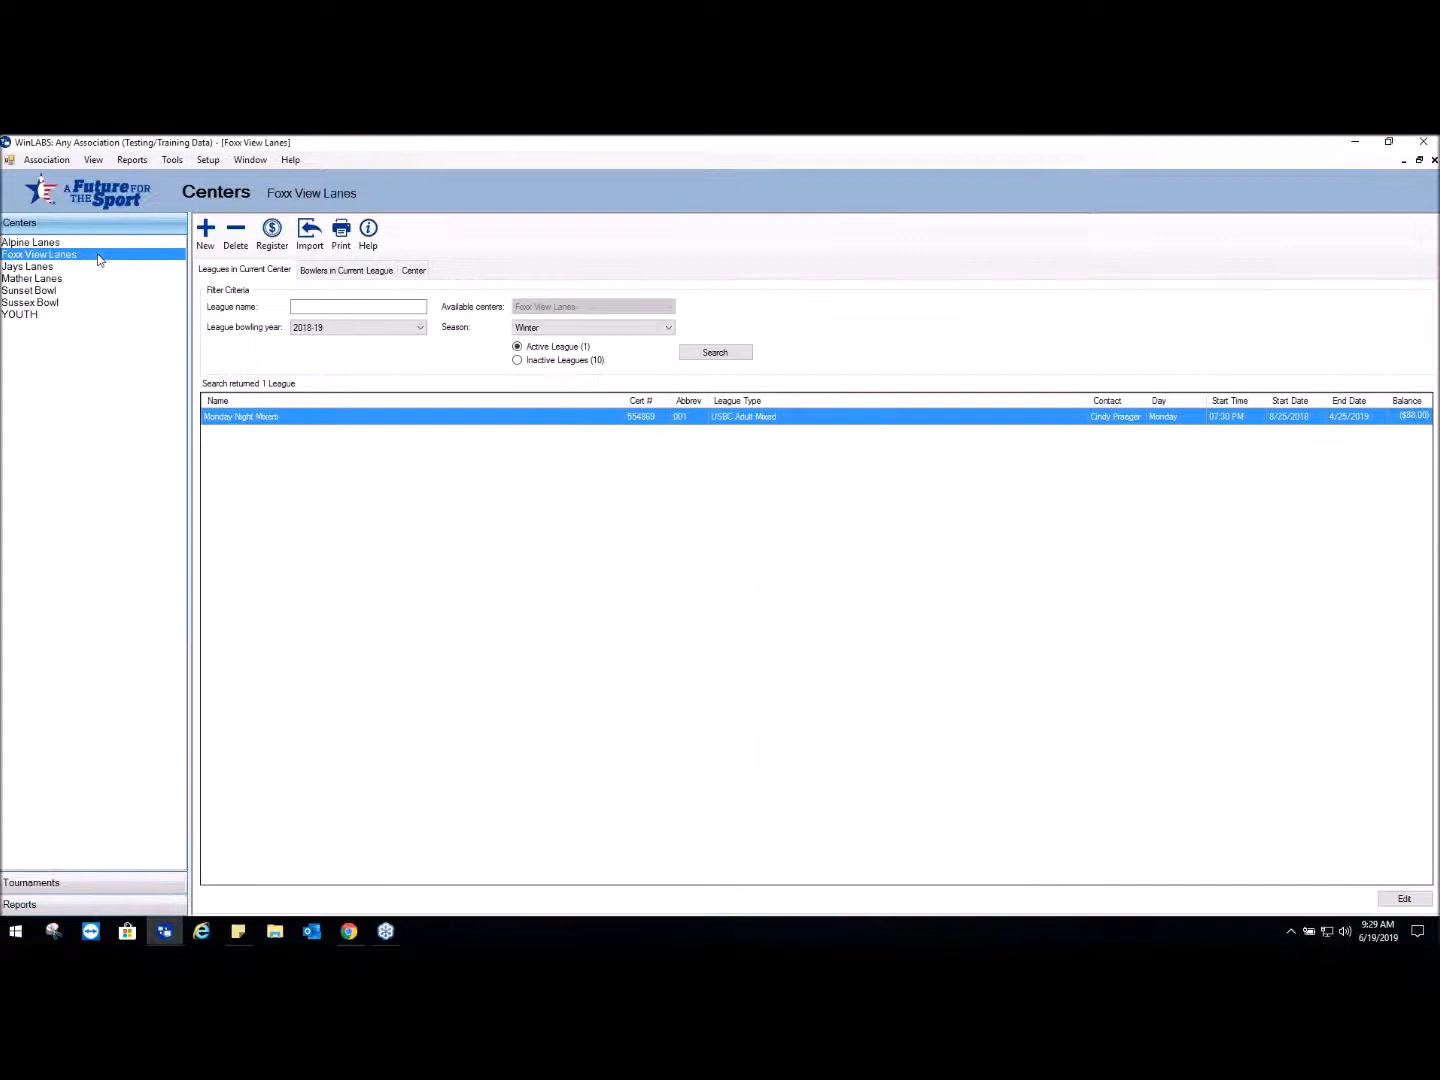 WinLABS: Any Association (Testing/Training Data) - [Foxx View Lanes]
Association View Reports Tools Setup Window Help
A Future FOR THE Sport
Centers Foxx View Lanes
Centers
Alpine Lanes
Foxx View Lanes
Jays Lanes
Mather Lanes
Sunset Bowl
Sussex Bowl
YOUTH
Tournaments
Reports
New Delete Register Import Print Help
Leagues in Current Center Bowlers in Current League Center
Filter Criteria
League name: Available centers: Foxx View Lanes
League bowling year: 2018-19 Season: Winter
Active League (1)
Inactive Leagues (10)
Search
Search returned 1 League
Name Cert # Abbrev League Type Contact Day Start Time Start Date End Date Balance
Monday Night Mixers 554869 001 USBC Adult Mixed Cindy Praeger Monday 07:30 PM 8/25/2018 4/25/2019 ($88.00)
Edit
9:29 AM
6/19/2019